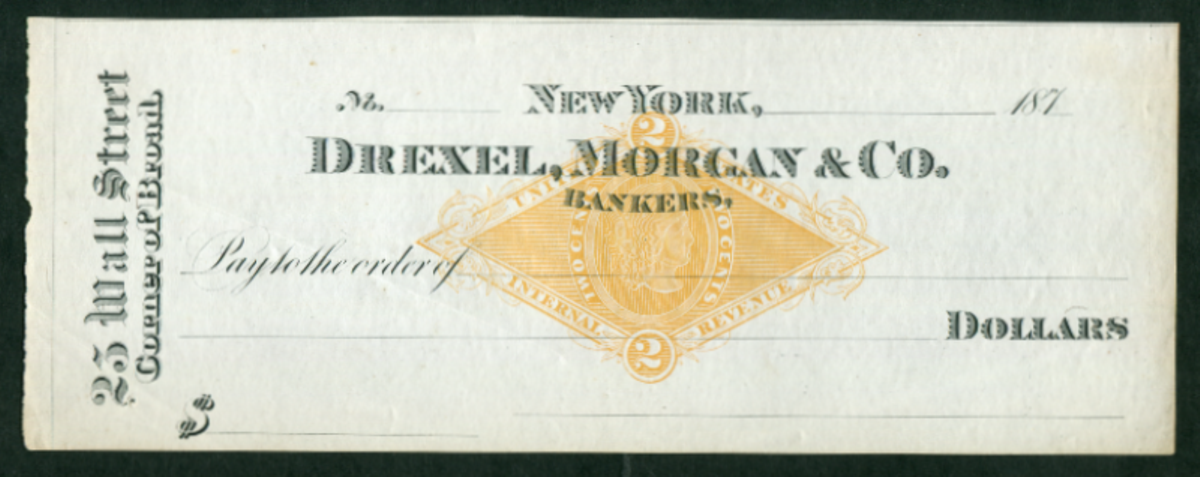 No.
New York,
187
Drexel, Morgan & Co.
Bankers,
Pay to the order of
Dollars
$
23 Wall Street
Corner of Broad.
2
UNITED STATES
TWO CENTS
TWO CENTS
INTERNAL REVENUE
2